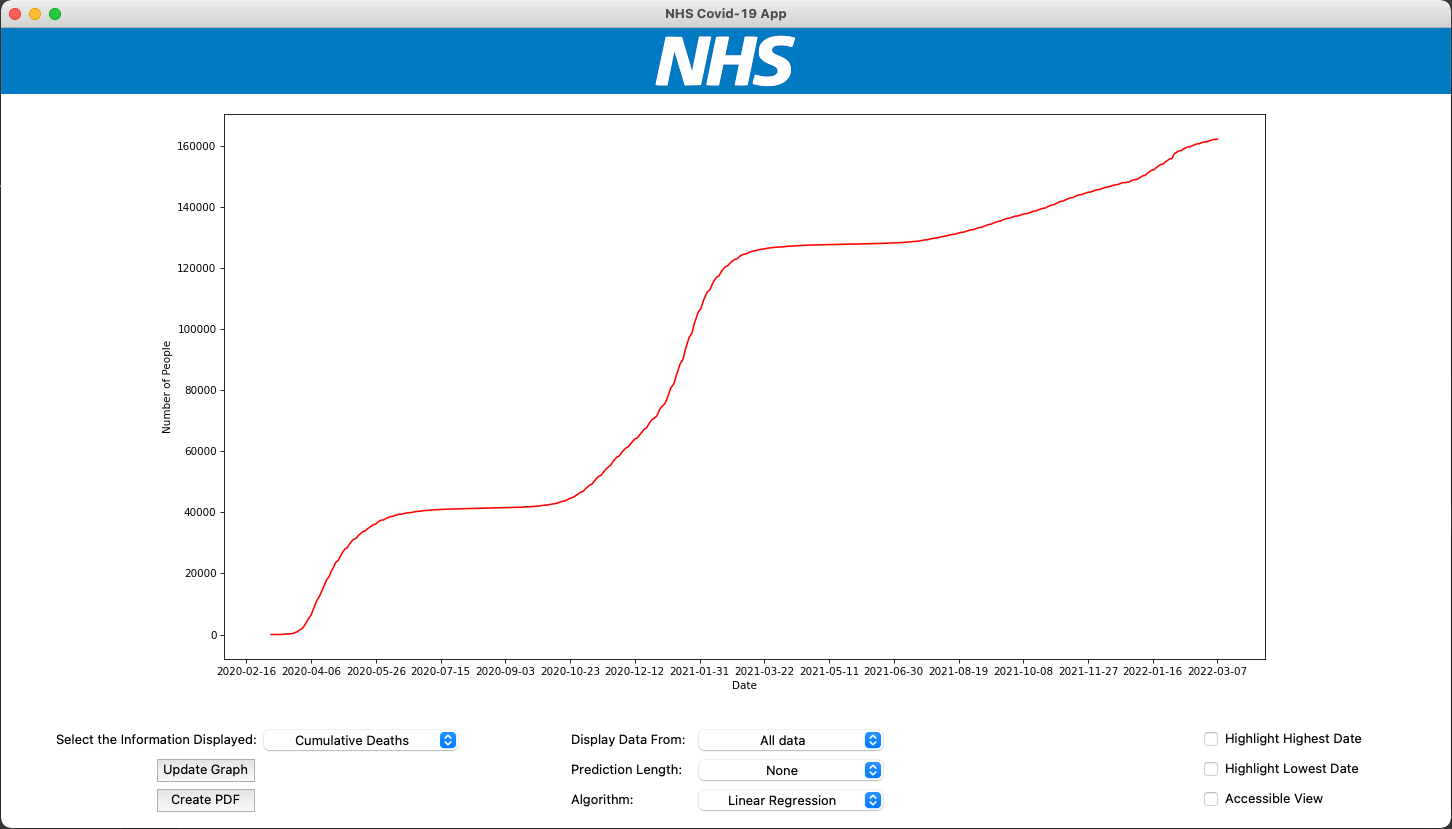 NHS Covid-19 App
NHS
160000
140000
120000
100000
80000
60000
40000
20000
0
Number of People
2020-02-16 2020-04-06 2020-05-26 2020-07-15 2020-09-03 2020-10-23 2020-12-12 2021-01-31 2021-03-22 2021-05-11 2021-06-30 2021-08-19 2021-10-08 2021-11-27 2022-01-16 2022-03-07
Date
Select the Information Displayed: Cumulative Deaths Display Data From: All data Highlight Highest Date
Update Graph Prediction Length: None Highlight Lowest Date
Create PDF Algorithm: Linear Regression Accessible View